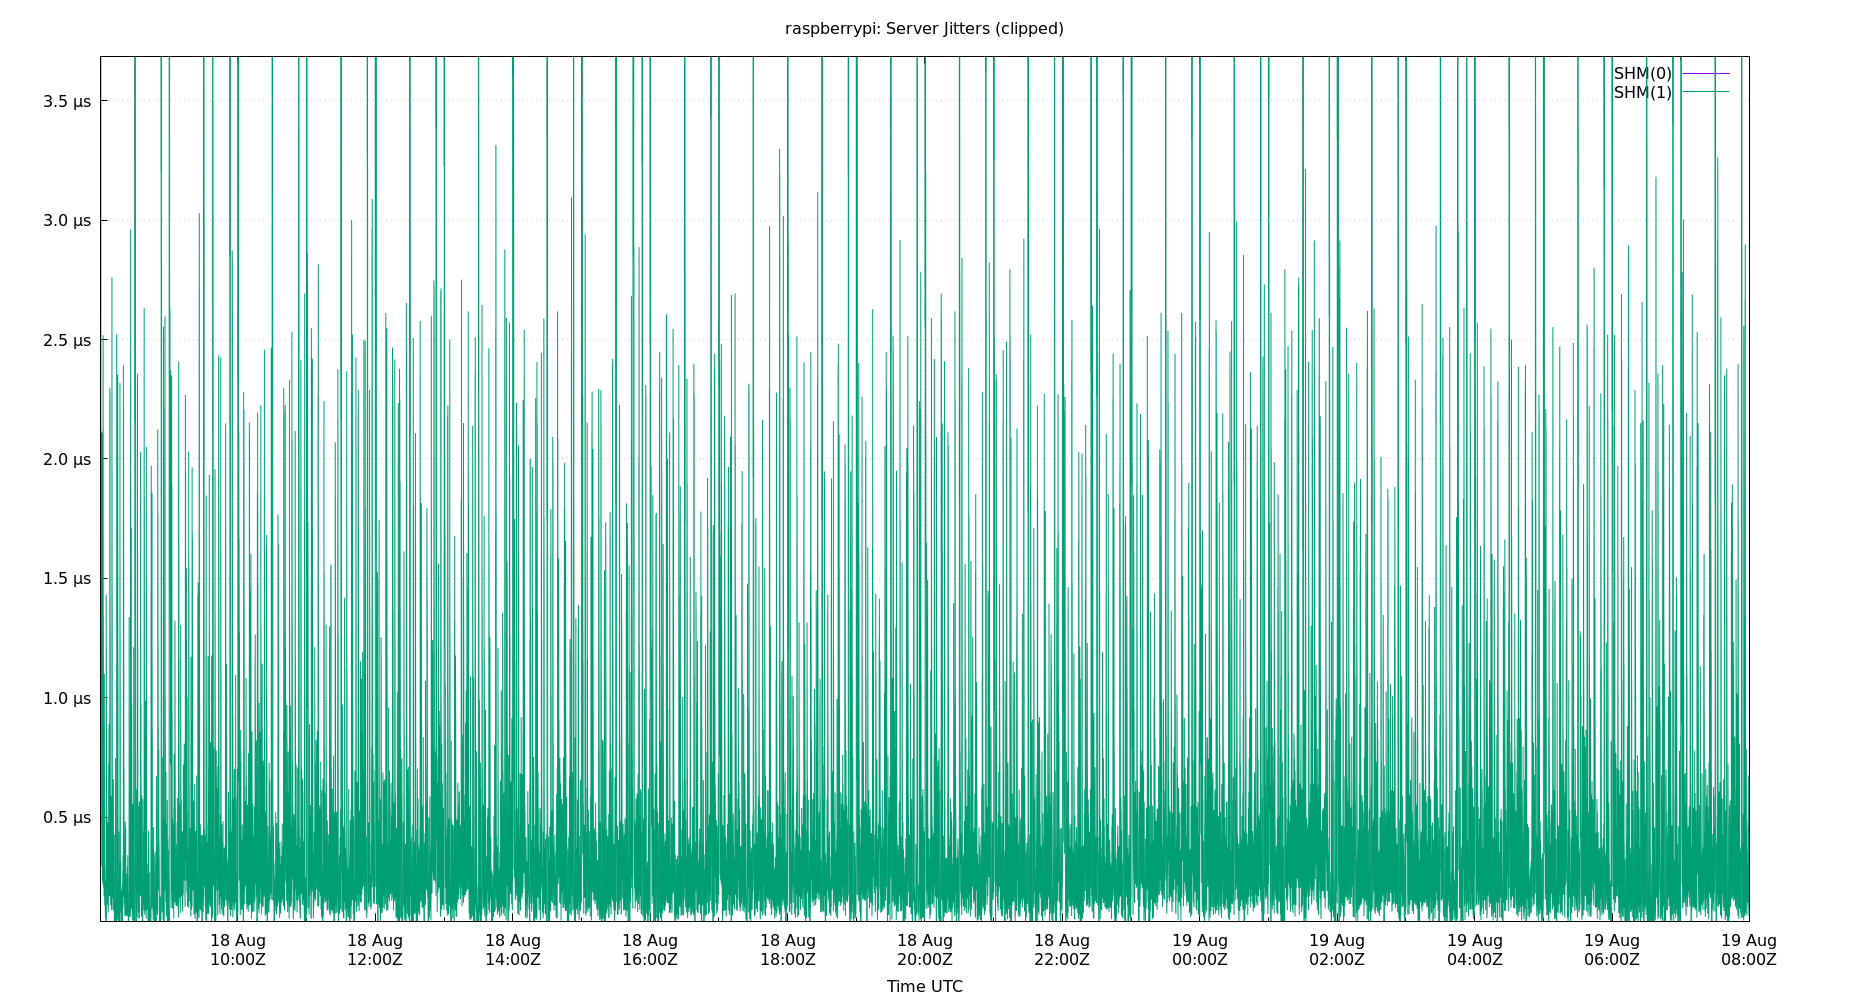 raspberrypi: Server Jitters (clipped)
SHM(0)
SHM(1)
3.5 µs
3.0 µs
2.5 µs
2.0 µs
1.5 µs
1.0 µs
0.5 µs
18 Aug 18 Aug 18 Aug 18 Aug 18 Aug 18 Aug 18 Aug 19 Aug 19 Aug 19 Aug 19 Aug 19 Aug
10:00Z 12:00Z 14:00Z 16:00Z 18:00Z 20:00Z 22:00Z 00:00Z 02:00Z 04:00Z 06:00Z 08:00Z
Time UTC